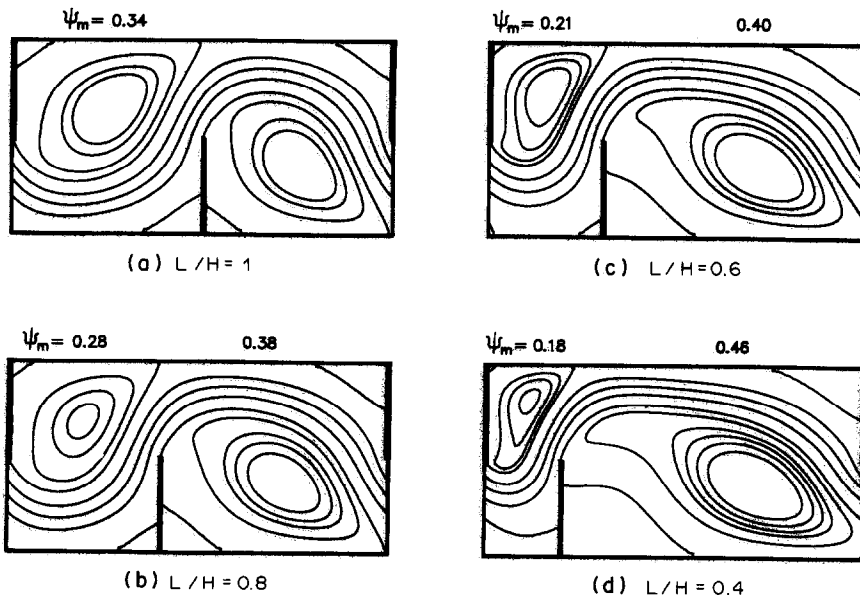 ψm = 0.34
(a) L/H = 1
ψm = 0.21 0.40
(c) L/H = 0.6
ψm = 0.28 0.38
(b) L/H = 0.8
ψm = 0.18 0.46
(d) L/H = 0.4